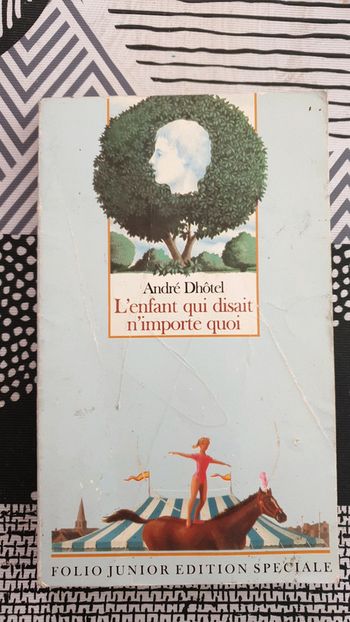 André Dhôtel
L'enfant qui disait
n'importe quoi
FOLIO JUNIOR EDITION SPECIALE